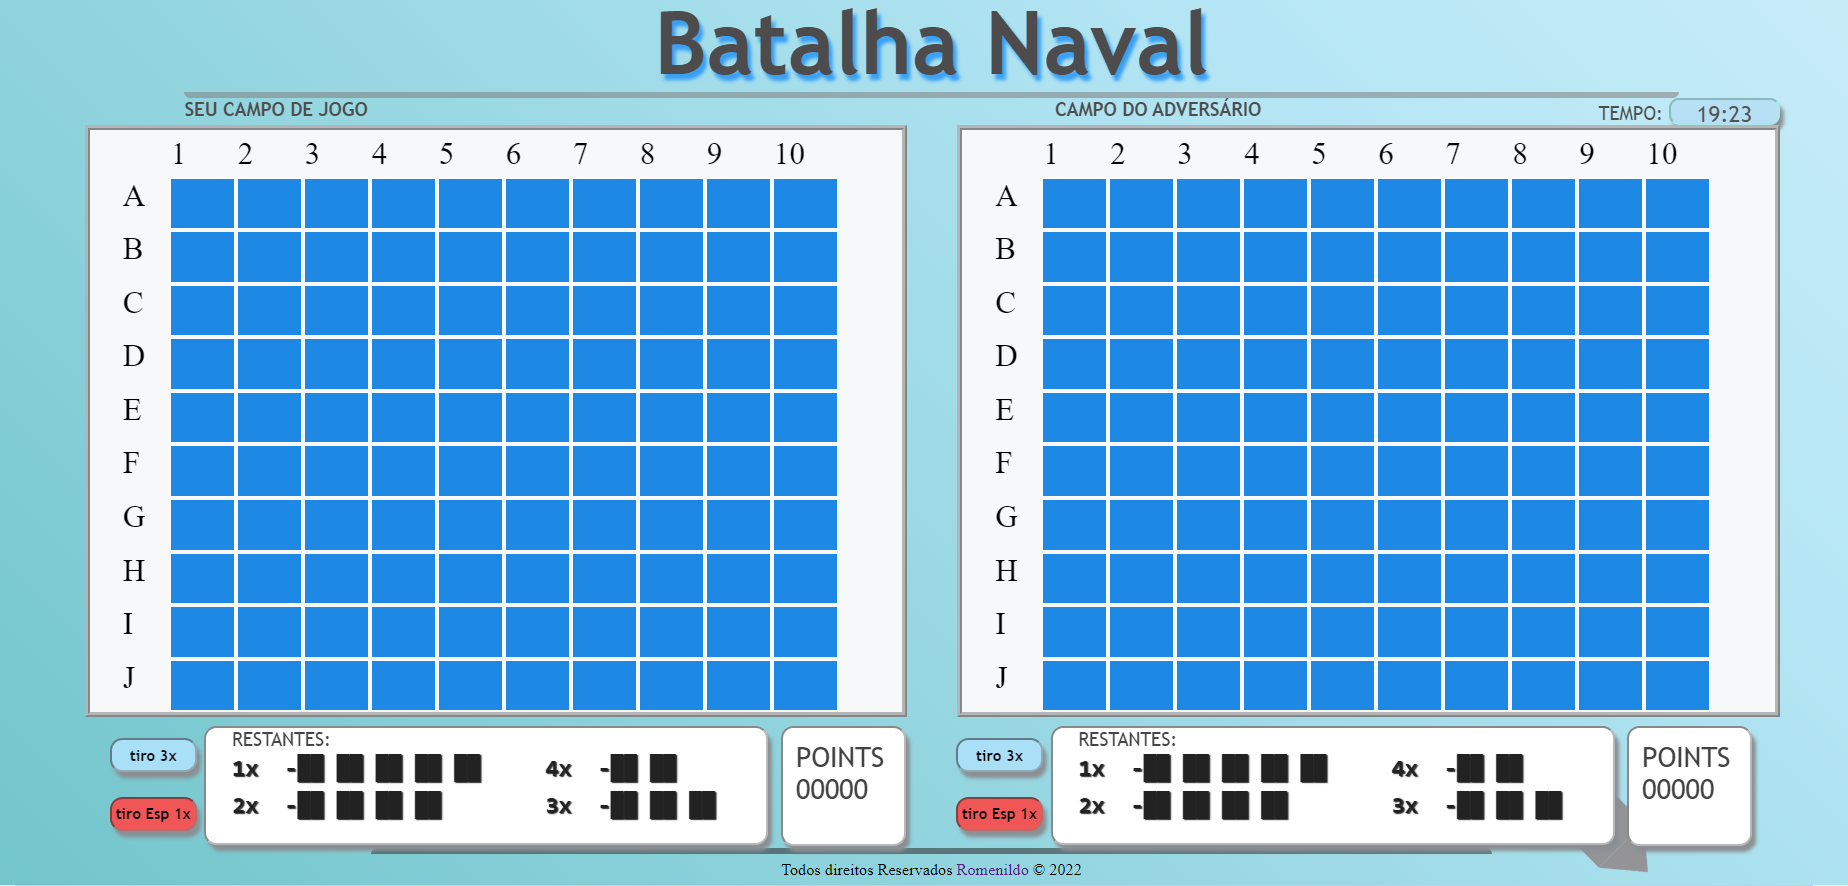 Batalha Naval
SEU CAMPO DE JOGO
CAMPO DO ADVERSÁRIO
TEMPO: 19:23
1 2 3 4 5 6 7 8 9 10
A
B
C
D
E
F
G
H
I
J
1 2 3 4 5 6 7 8 9 10
A
B
C
D
E
F
G
H
I
J
tiro 3x
tiro Esp 1x
RESTANTES:
1x -██ ██ ██ ██ ██ 4x -██ ██
2x -██ ██ ██ ██ 3x -██ ██ ██
POINTS
00000
tiro 3x
tiro Esp 1x
RESTANTES:
1x -██ ██ ██ ██ ██ 4x -██ ██
2x -██ ██ ██ ██ 3x -██ ██ ██
POINTS
00000
Todos direitos Reservados Romenildo © 2022